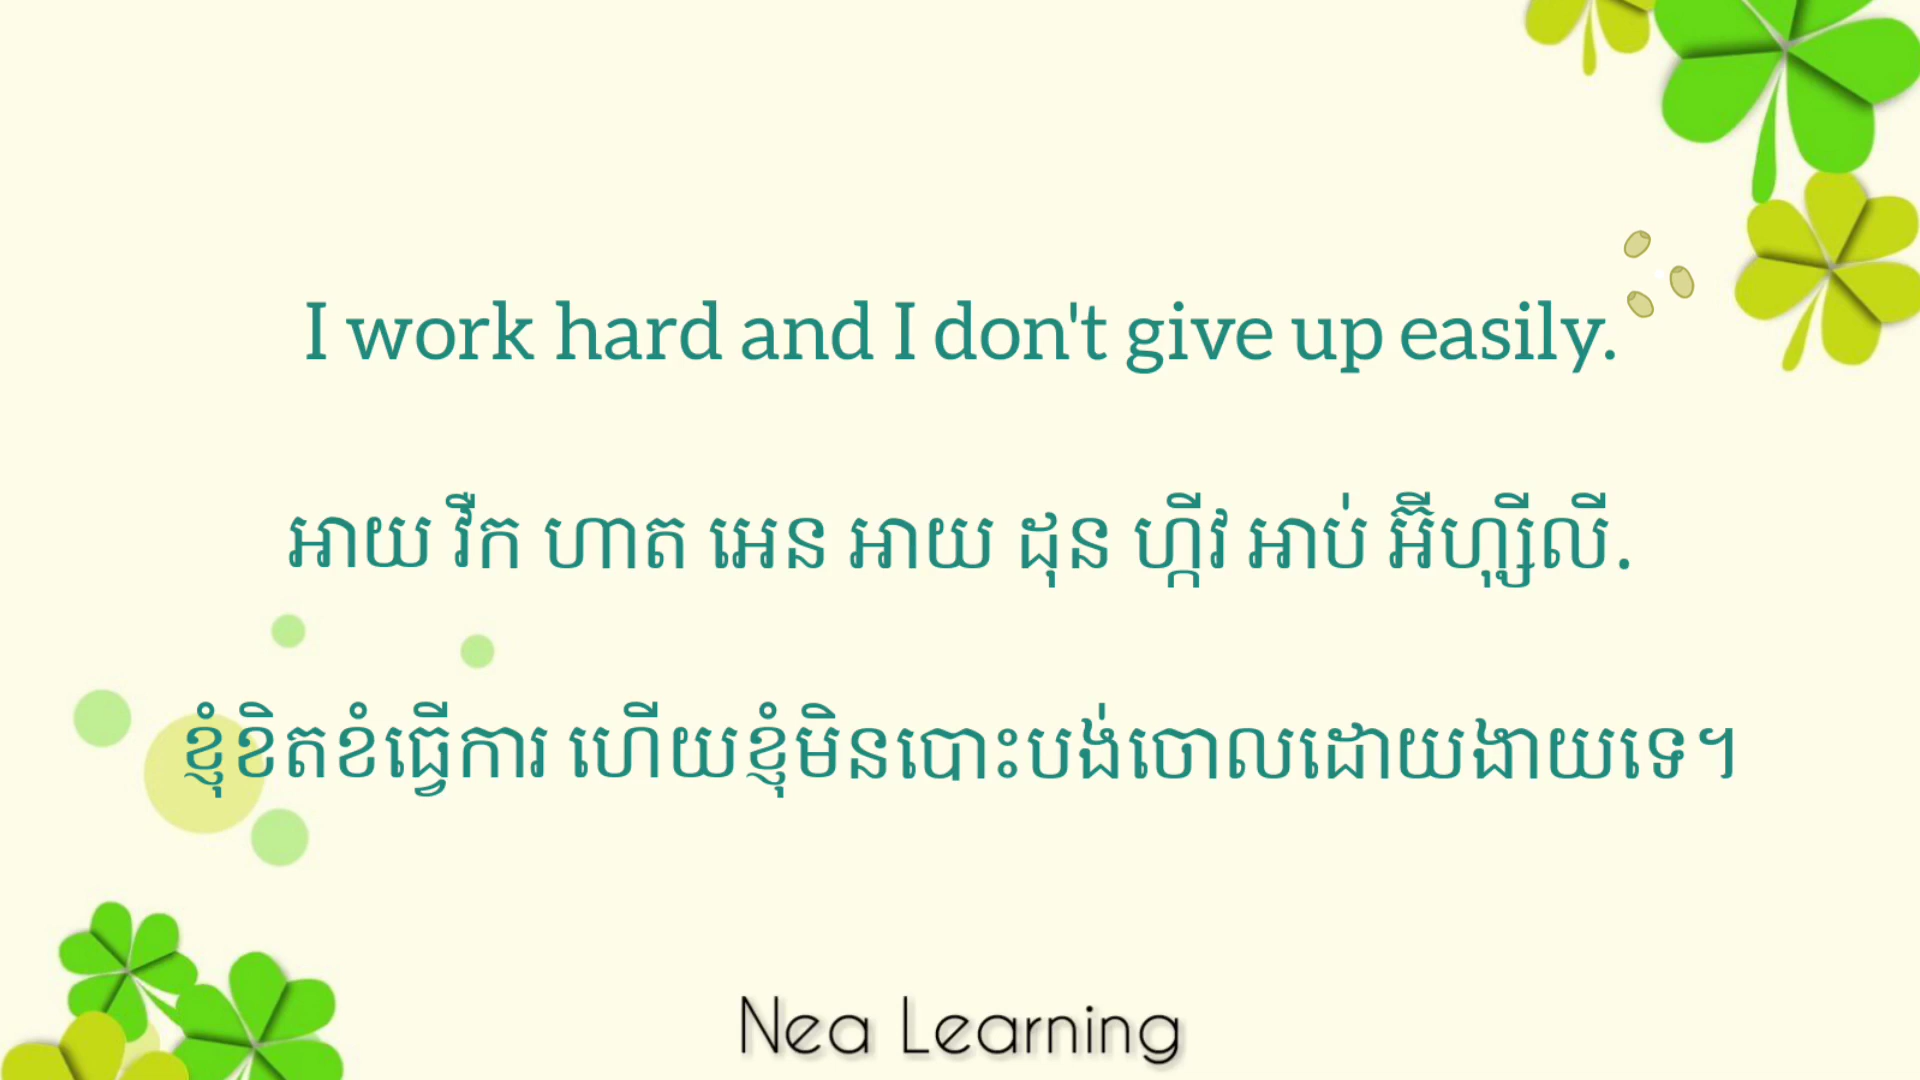 I work hard and I don't give up easily.
អាយ វឺក ហាត អេន អាយ ដុន ហ្គីវ អាប់ អ៊ីហ្ស៊ីលី.
ខ្ញុំខិតខំធ្វើការ ហើយខ្ញុំមិនបោះបង់ចោលដោយងាយទេ។
Nea Learning